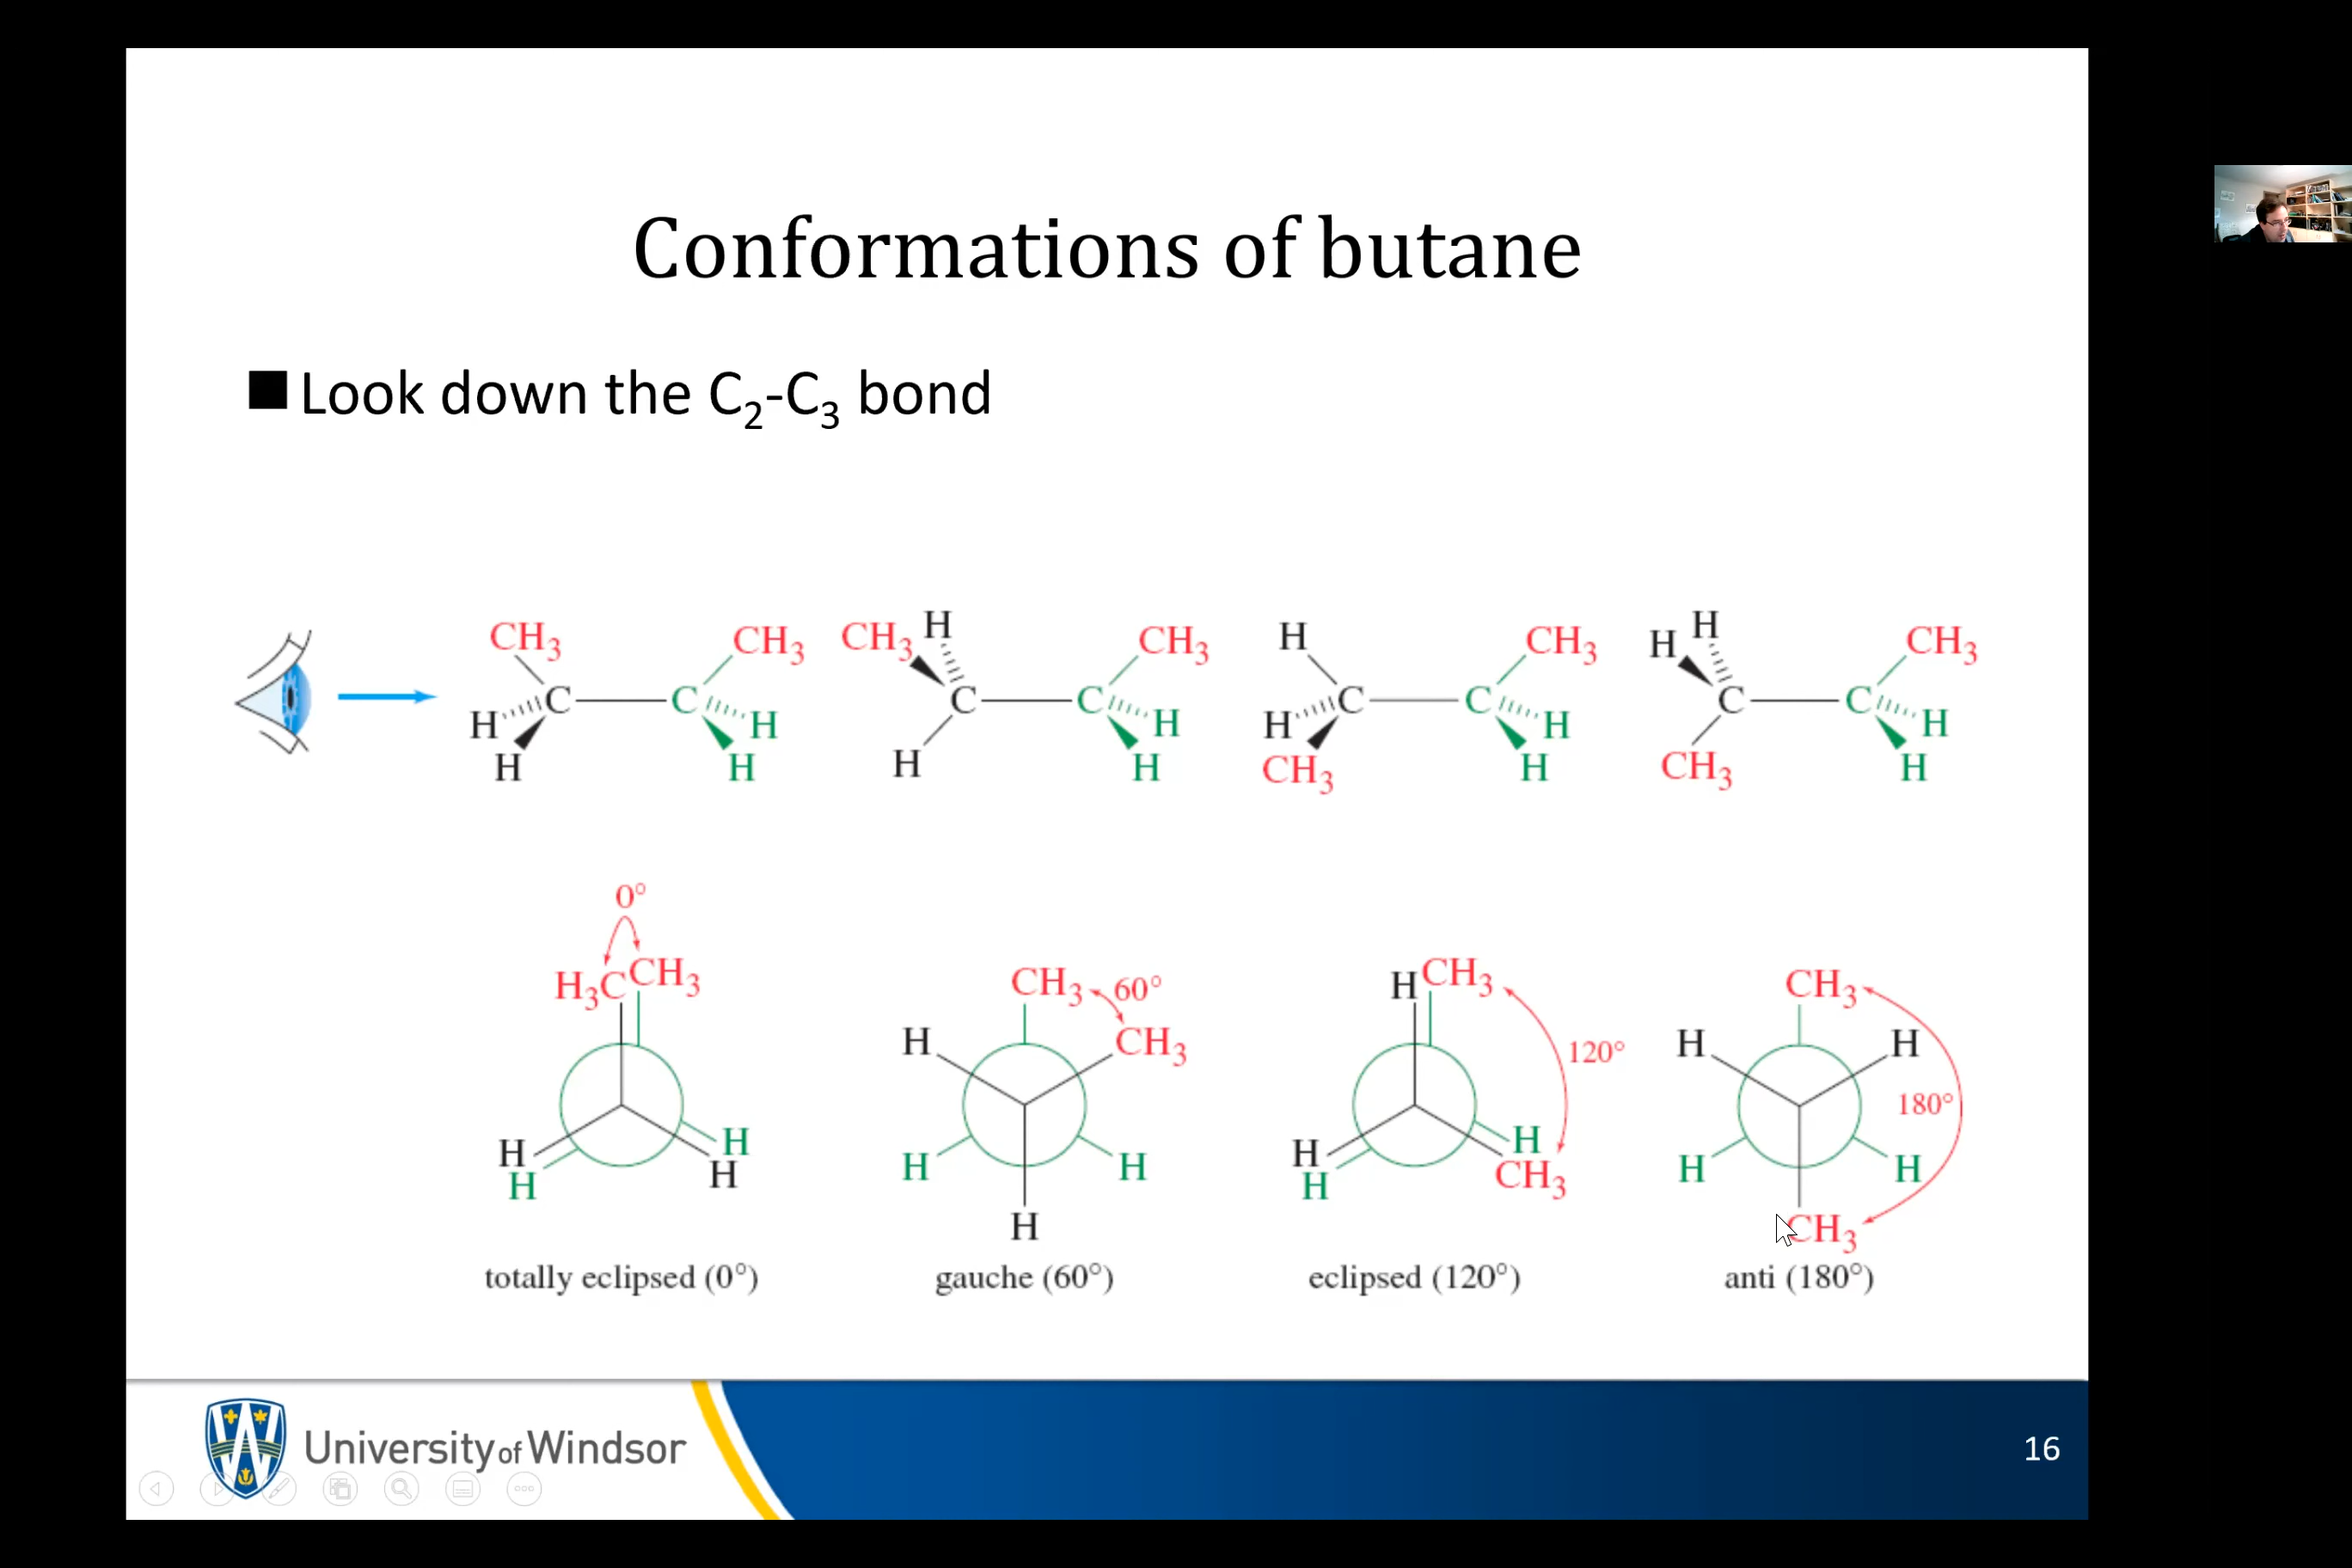 Conformations of butane
■ Look down the C₂-C₃ bond
CH₃ CH₃ CH₃ H CH₃ H CH₃ H H CH₃
C C C C C C C C
H H H H H H H H
H H H H CH₃ H CH₃ H
0°
H₃C CH₃ CH₃ 60° H CH₃ CH₃
H CH₃ 120° H H
180°
H H H H H H H H
H H CH₃ H H
H CH₃
totally eclipsed (0°) gauche (60°) eclipsed (120°) anti (180°)
University of Windsor
16